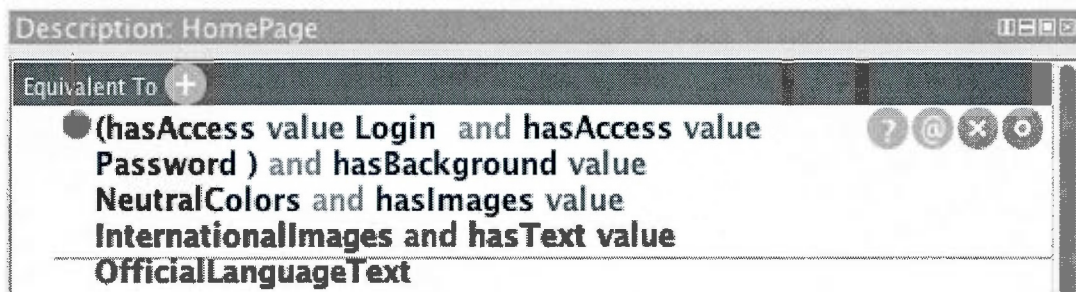 Description: HomePage
Equivalent To +
(hasAccess value Login and hasAccess value
Password ) and hasBackground value
NeutralColors and hasImages value
InternationalImages and hasText value
OfficialLanguageText